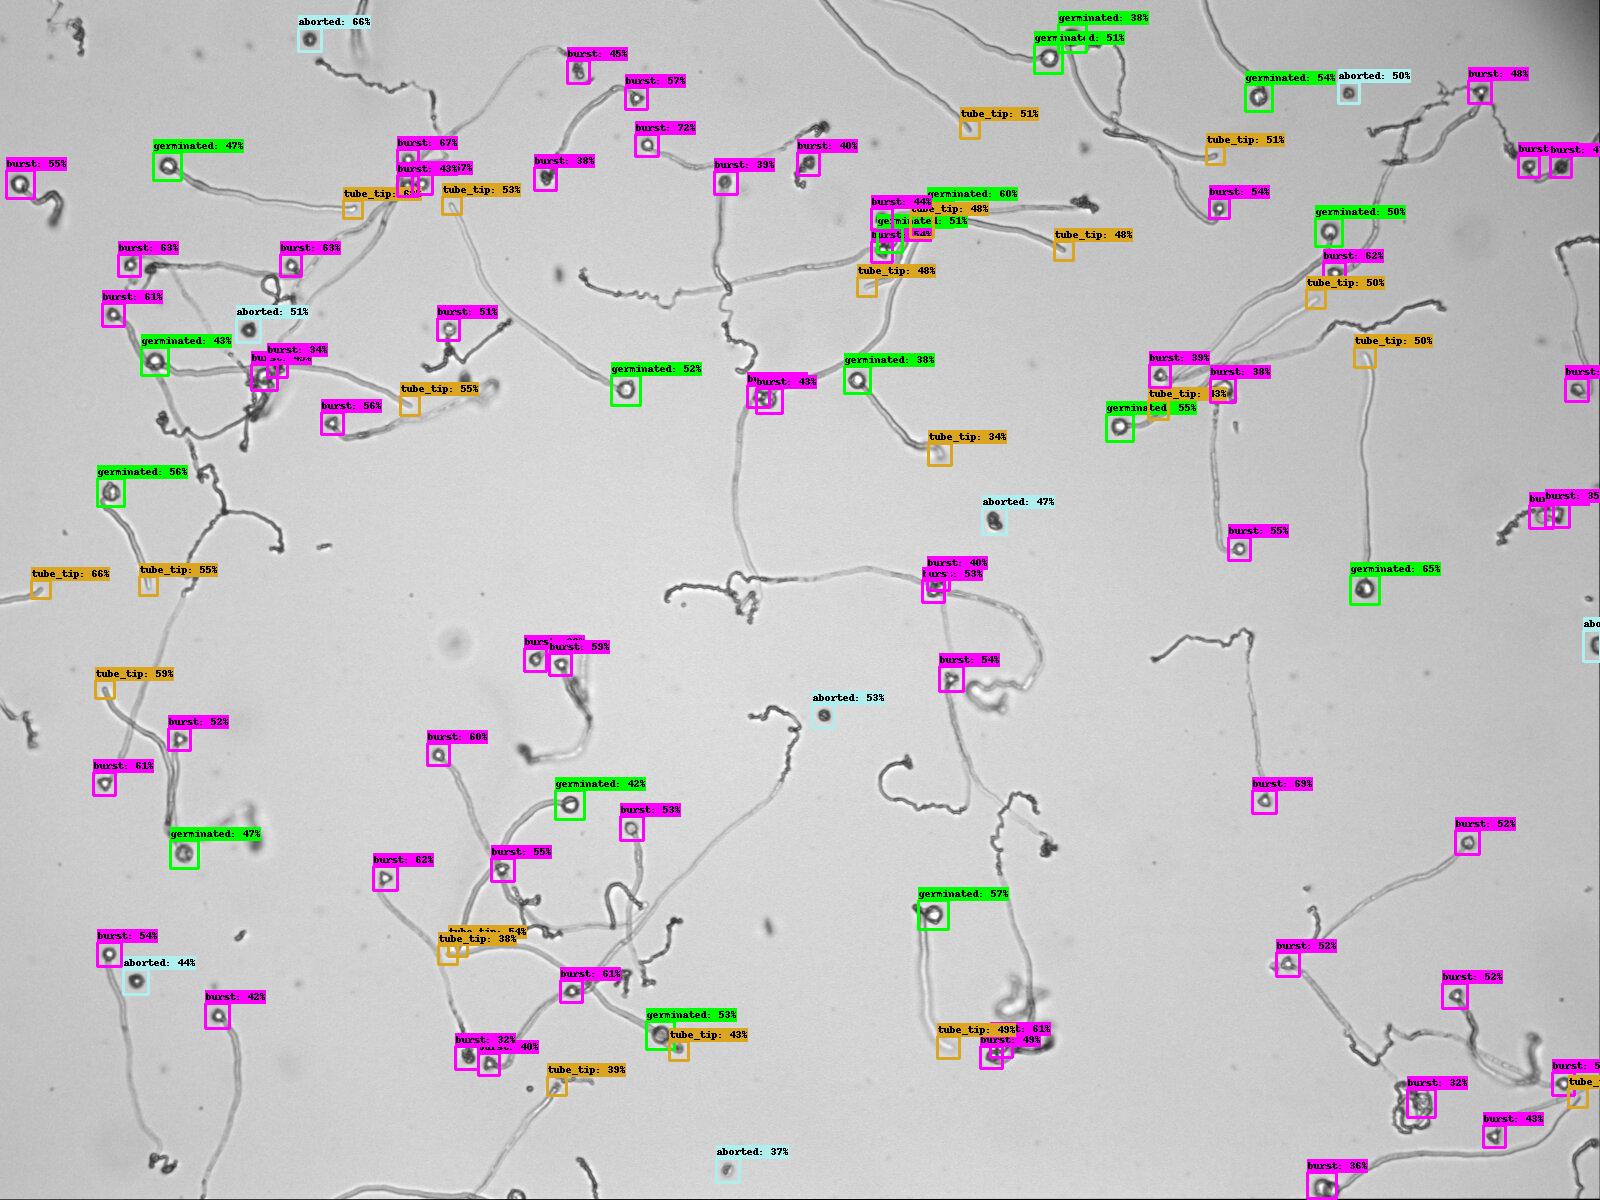 germinated: 38%
aborted: 66%
germinated: 51%
burst: 45%
burst: 48%
aborted: 50%
germinated: 54%
burst: 57%
tube_tip: 51%
burst: 72%
tube_tip: 51%
burst: 67%
germinated: 47%
burst: 40%
burst:
burst: 4
burst: 38%
burst: 55%
burst: 39%
burst: 43%
tube_tip:
tube_tip: 53%
germinated: 60%
burst: 54%
burst: 44%
tube_tip: 48%
germinated: 50%
germinated: 51%
burst: 54%
tube_tip: 48%
burst: 63%
burst: 63%
burst: 62%
tube_tip: 48%
tube_tip: 50%
burst: 61%
aborted: 51%
burst: 51%
germinated: 43%
tube_tip: 50%
burst: 34%
burst: 39%
germinated: 38%
germinated: 52%
burst: 38%
burst:
burst: 43%
tube_tip: 55%
tube_tip:
burst: 56%
germinated: 55%
tube_tip: 34%
germinated: 56%
burst: 35
aborted: 47%
burst: 55%
burst: 40%
burst: 53%
germinated: 65%
tube_tip: 55%
tube_tip: 66%
abo
burst:
burst: 59%
burst: 54%
tube_tip: 59%
aborted: 53%
burst: 52%
burst: 60%
burst: 61%
germinated: 42%
burst: 69%
burst: 53%
burst: 52%
germinated: 47%
burst: 55%
burst: 62%
germinated: 57%
tube_tip: 54%
burst: 54%
tube_tip: 38%
burst: 52%
aborted: 44%
burst: 61%
burst: 52%
burst: 42%
germinated: 53%
tube_tip: 49%
61%
tube_tip: 43%
burst: 32%
burst: 49%
burst: 40%
burst: 5
tube_tip: 39%
tube_
burst: 32%
burst: 43%
aborted: 37%
burst: 36%